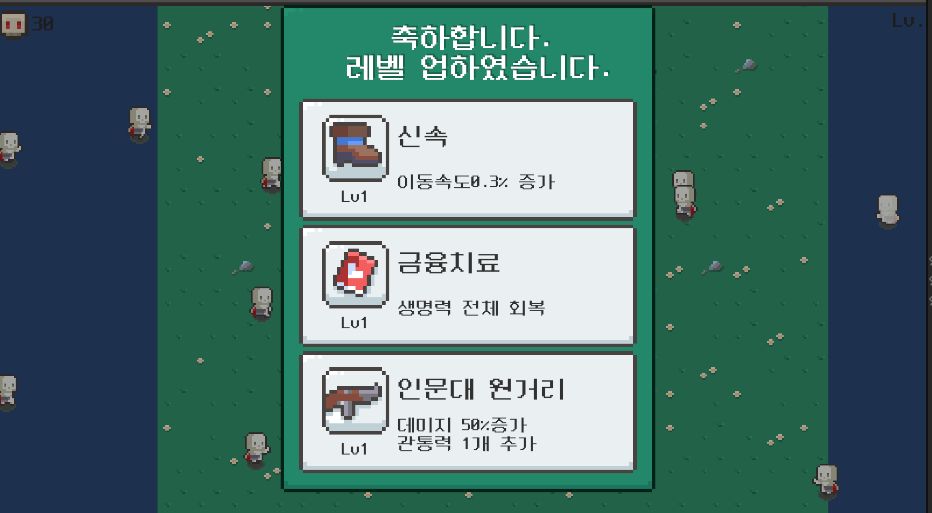 30
Lv.
축하합니다.
레벨 업하였습니다.
신속
이동속도0.3% 증가
Lv1
금융치료
생명력 전체 회복
Lv1
인문대 원거리
데미지 50%증가
관통력 1개 추가
Lv1